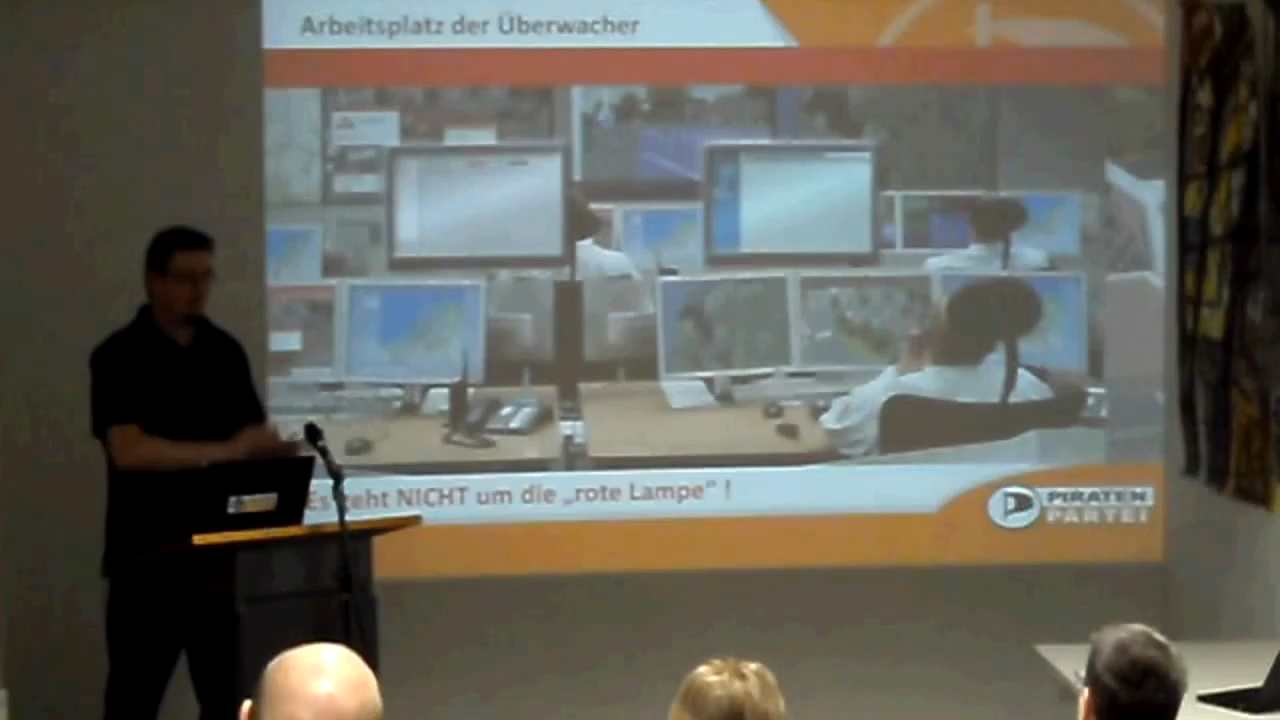 Arbeitsplatz der Überwacher
Es geht NICHT um die „rote Lampe“ !
PIRATEN
PARTEI